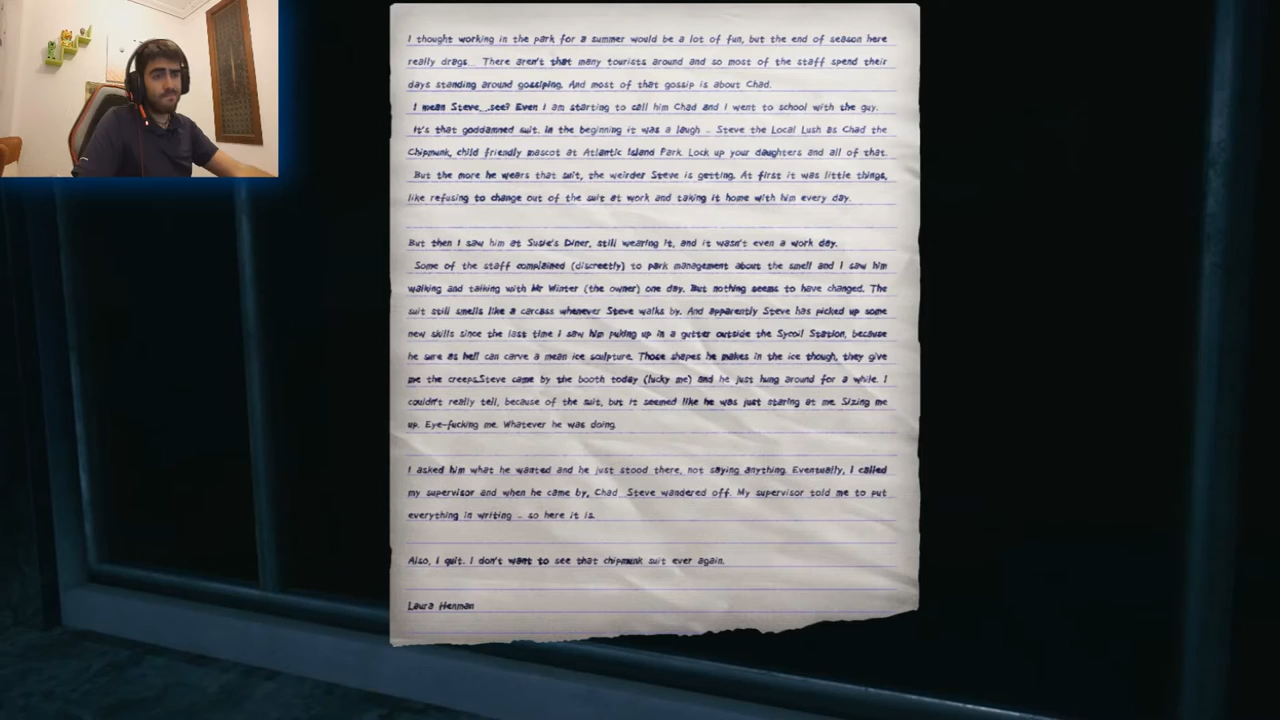 I thought working in the park for a summer would be a lot of fun, but the end of season here
really drags... There aren't that many tourists around and so most of the staff spend their
days standing around gossiping. And most of that gossip is about Chad.
I mean Steve...see? Even I am starting to call him Chad and I went to school with the guy.
It's that goddamned suit. In the beginning it was a laugh - Steve the Local Lush as Chad the
Chipmunk, child friendly mascot at Atlantic Island Park. Lock up your daughters and all of that.
But the more he wears that suit, the weirder Steve is getting. At first it was little things,
like refusing to change out of the suit at work and taking it home with him every day.
But then I saw him at Susie's Diner, still wearing it, and it wasn't even a work day.
Some of the staff complained (discreetly) to park management about the smell and I saw him
walking and talking with Mr Winter (the owner) one day. But nothing seems to have changed. The
suit still smells like a carcass whenever Steve walks by. And apparently Steve has picked up some
new skills since the last time I saw him puking up in a gutter outside the Sycoil Station, because
he sure as hell can carve a mean ice sculpture. Those shapes he makes in the ice though, they give
me the creeps.Steve came by the booth today (lucky me) and he just hung around for a while. I
couldn't really tell, because of the suit, but it seemed like he was just staring at me. Sizing me
up. Eye-fucking me. Whatever he was doing.
I asked him what he wanted and he just stood there, not saying anything. Eventually, I called
my supervisor and when he came by, Chad Steve wandered off. My supervisor told me to put
everything in writing - so here it is.
Also, I quit. I don't want to see that chipmunk suit ever again.
Laura Henman